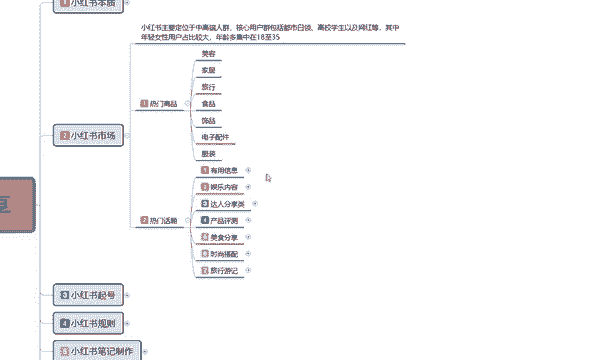 小红书本质
小红书主要定位于中高端人群，核心用户群包括都市白领、高校学生以及网红等，其中
年轻女性用户占比较大，年龄多集中在18至35
美容
家居
旅行
1 热门商品
食品
饰品
电子配件
服装
2 小红书市场
1 有用信息
2 娱乐内容
3 达人分享类
2 热门话题
4 产品评测
5 美食分享
6 时尚搭配
7 旅行游记
享
3 小红书起号
4 小红书规则
5 小红书笔记制作